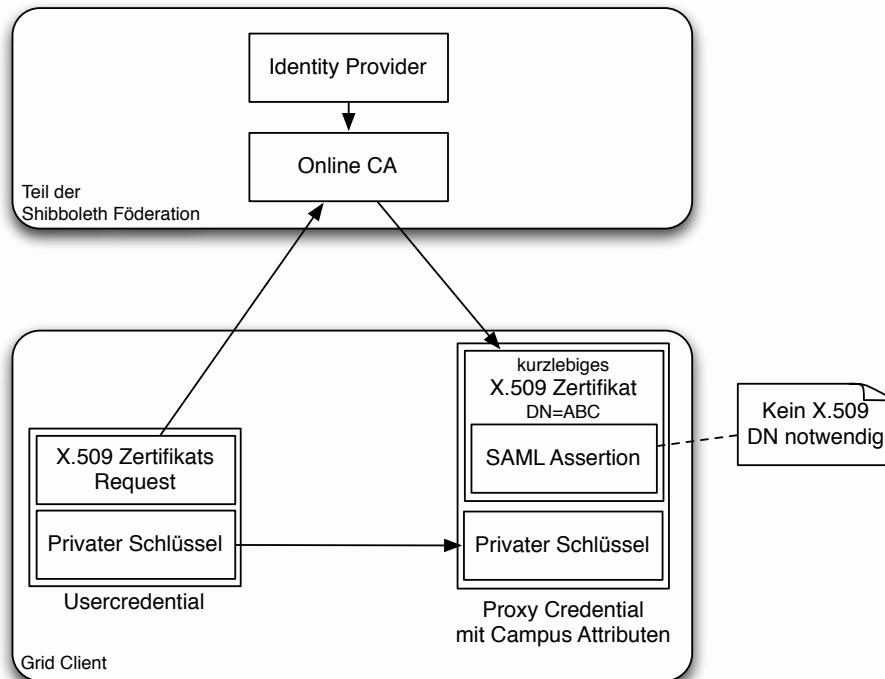 Identity Provider
Online CA
Teil der
Shibboleth Föderation
kurzlebiges
X.509 Zertifikat
DN=ABC
SAML Assertion
Kein X.509
DN notwendig
X.509 Zertifikats
Request
Privater Schlüssel
Privater Schlüssel
Usercredential
Proxy Credential
mit Campus Attributen
Grid Client